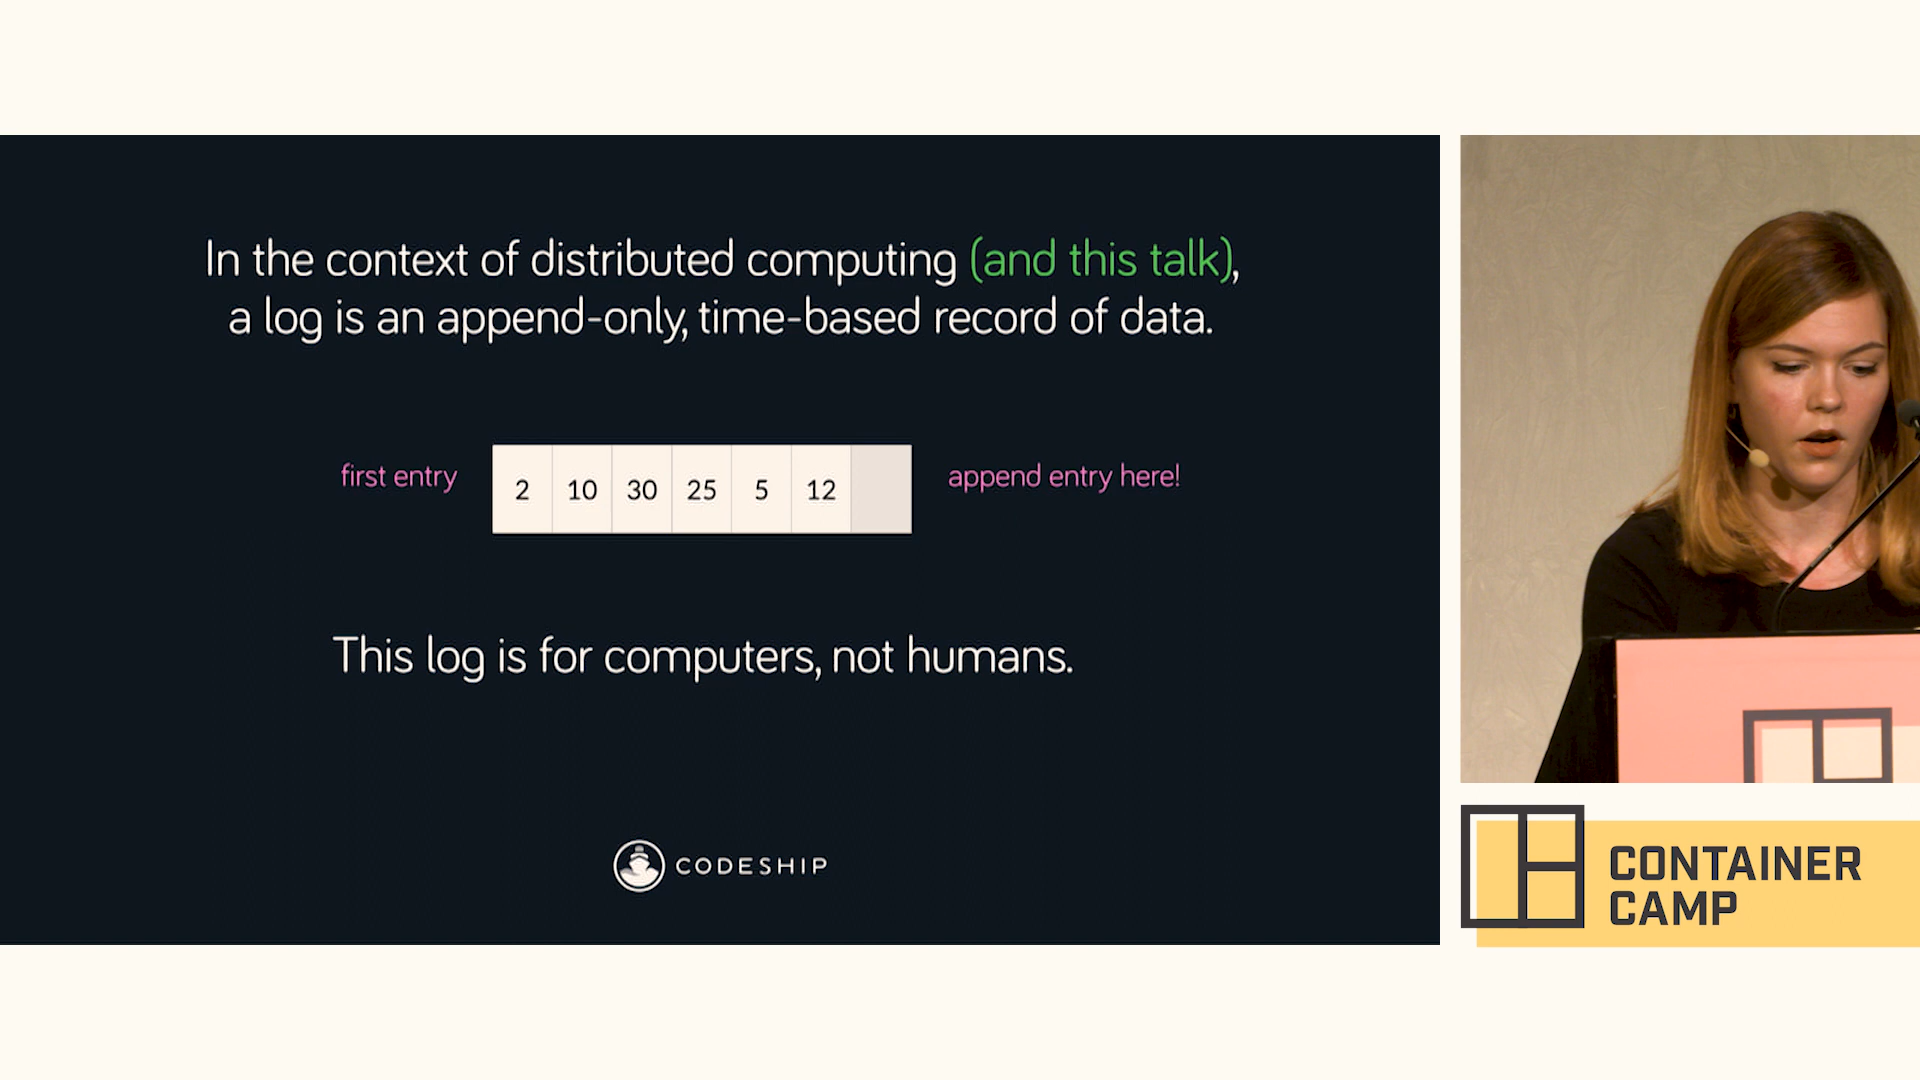 In the context of distributed computing (and this talk),
a log is an append-only, time-based record of data.
first entry
2 10 30 25 5 12
append entry here!
This log is for computers, not humans.
CODESHIP
CONTAINER
CAMP